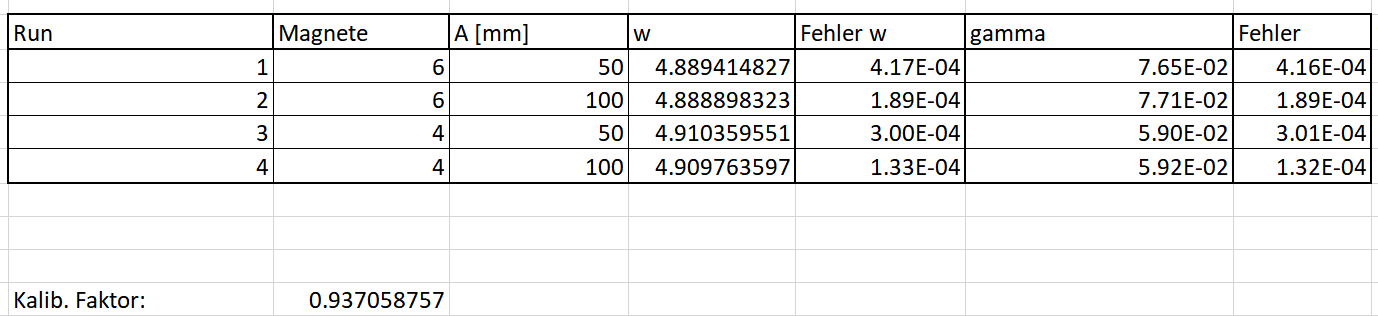 Run Magnete A [mm] w Fehler w gamma Fehler
1 6 50 4.889414827 4.17E-04 7.65E-02 4.16E-04
2 6 100 4.888898323 1.89E-04 7.71E-02 1.89E-04
3 4 50 4.910359551 3.00E-04 5.90E-02 3.01E-04
4 4 100 4.909763597 1.33E-04 5.92E-02 1.32E-04
Kalib. Faktor: 0.937058757